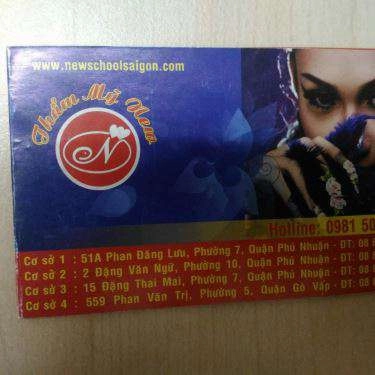 www.newschoolsaigon.com
Thẩm Mỹ New
N
Hotline: 0981 50
Cơ sở 1 : 51A Phan Đăng Lưu, Phường 7, Quận Phú Nhuận - ĐT: 08
Cơ sở 2 : 2 Đặng Văn Ngữ, Phường 10, Quận Phú Nhuận - ĐT: 08
Cơ sở 3 : 15 Đặng Thai Mai, Phường 7, Quận Phú Nhuận - ĐT: 08
Cơ sở 4 : 559 Phan Văn Trị, Phường 5, Quận Gò Vấp - ĐT: 08